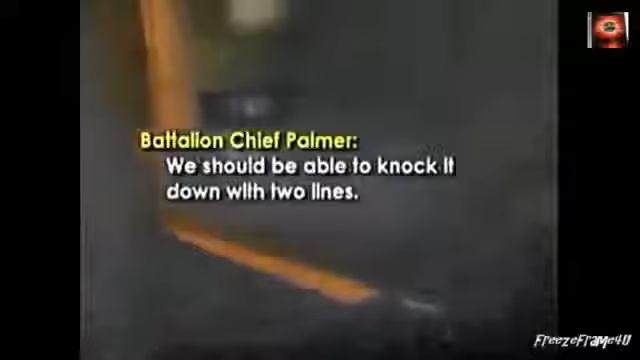 Battalion Chief Palmer:
We should be able to knock it
down with two lines.
FreezeFrame4U